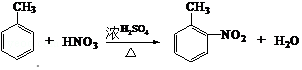 CH₃ CH₃
+ HNO₃ 浓H₂SO₄ △ NO₂ + H₂O